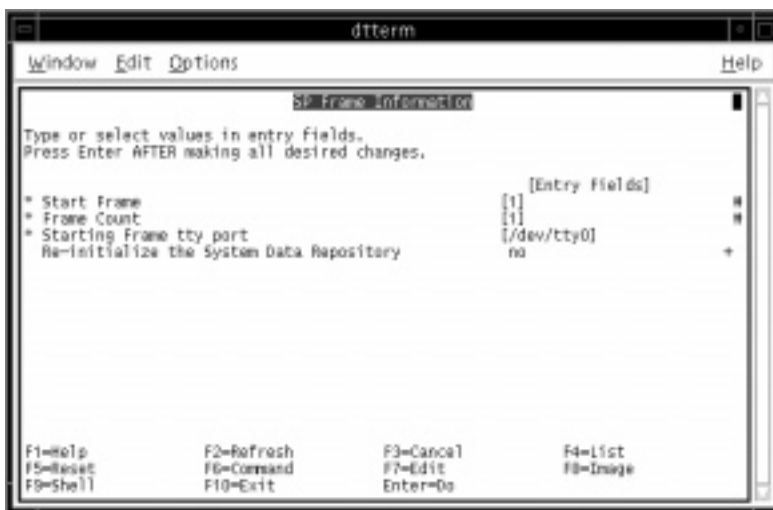 dtterm
Window Edit Options Help
SP Frame Information
Type or select values in entry fields.
Press Enter AFTER making all desired changes.
[Entry Fields]
* Start Frame [1] #
* Frame Count [1] #
* Starting Frame tty port [/dev/tty0]
Re-initialize the System Data Repository no +
F1=Help F2=Refresh F3=Cancel F4=List
F5=Reset F6=Command F7=Edit F8=Image
F9=Shell F10=Exit Enter=Do